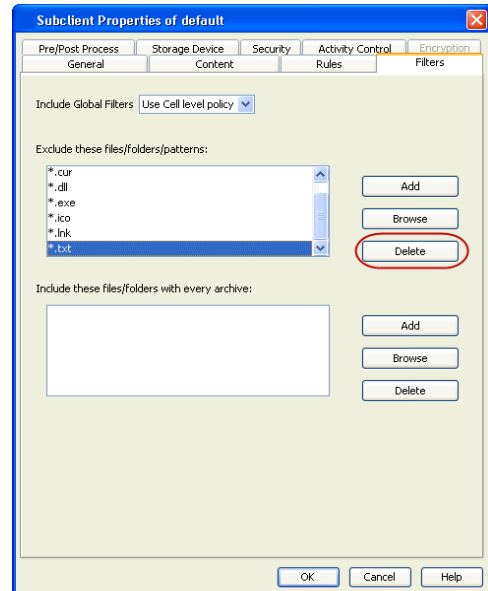 Subclient Properties of default
Pre/Post Process Storage Device Security Activity Control Encryption
General Content Rules Filters
Include Global Filters Use Cell level policy
Exclude these files/folders/patterns:
*.cur
*.dll
*.exe
*.ico
*.lnk
*.txt
Add
Browse
Delete
Include these files/folders with every archive:
Add
Browse
Delete
OK Cancel Help